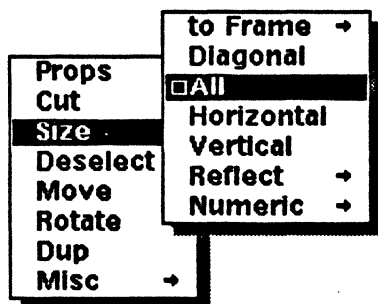 Props
Cut
Size
Deselect
Move
Rotate
Dup
Misc →
to Frame →
Diagonal
□All
Horizontal
Vertical
Reflect →
Numeric →